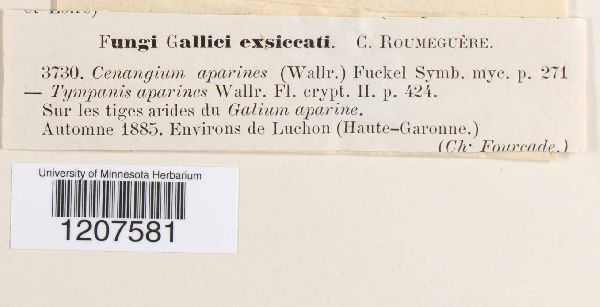 et Loire)
Fungi Gallici exsiccati. C. ROUMEGUÈRE.
3730. Cenangium aparines (Wallr.) Fuckel Symb. myc. p. 271
— Tympanis aparines Wallr. Fl. crypt. II. p. 424.
Sur les tiges arides du Galium aparine.
Automne 1885. Environs de Luchon (Haute-Garonne.)
(Ch. Fourcade.)
University of Minnesota Herbarium
1207581